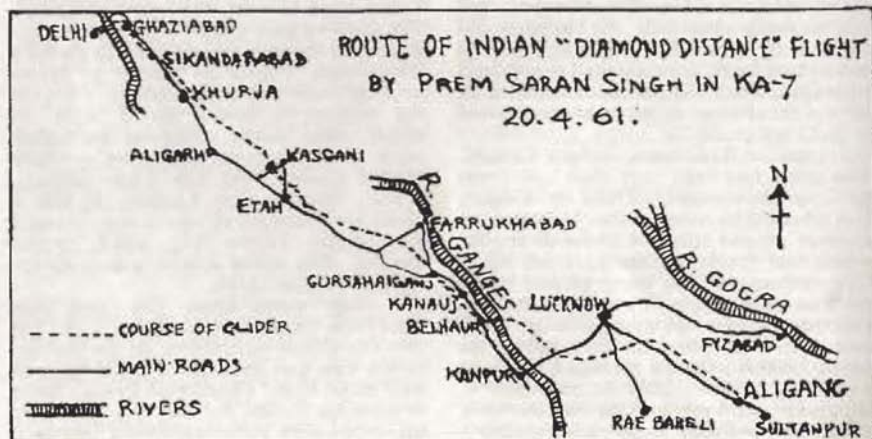 ROUTE OF INDIAN "DIAMOND DISTANCE" FLIGHT
BY PREM SARAN SINGH IN KA-7
20.4.61.
DELHI
GHAZIABAD
SIKANDARABAD
KHURJA
ALIGARH
KASGANJ
ETAH
N
R. GANGES
FARRUKHABAD
GURSAHAIGANJ
KANAUJ
BELHAUR
LUCKNOW
R. GOGRA
FYZABAD
KANPUR
ALIGANG
RAE BARELI
SULTANPUR
COURSE OF GLIDER
MAIN ROADS
RIVERS